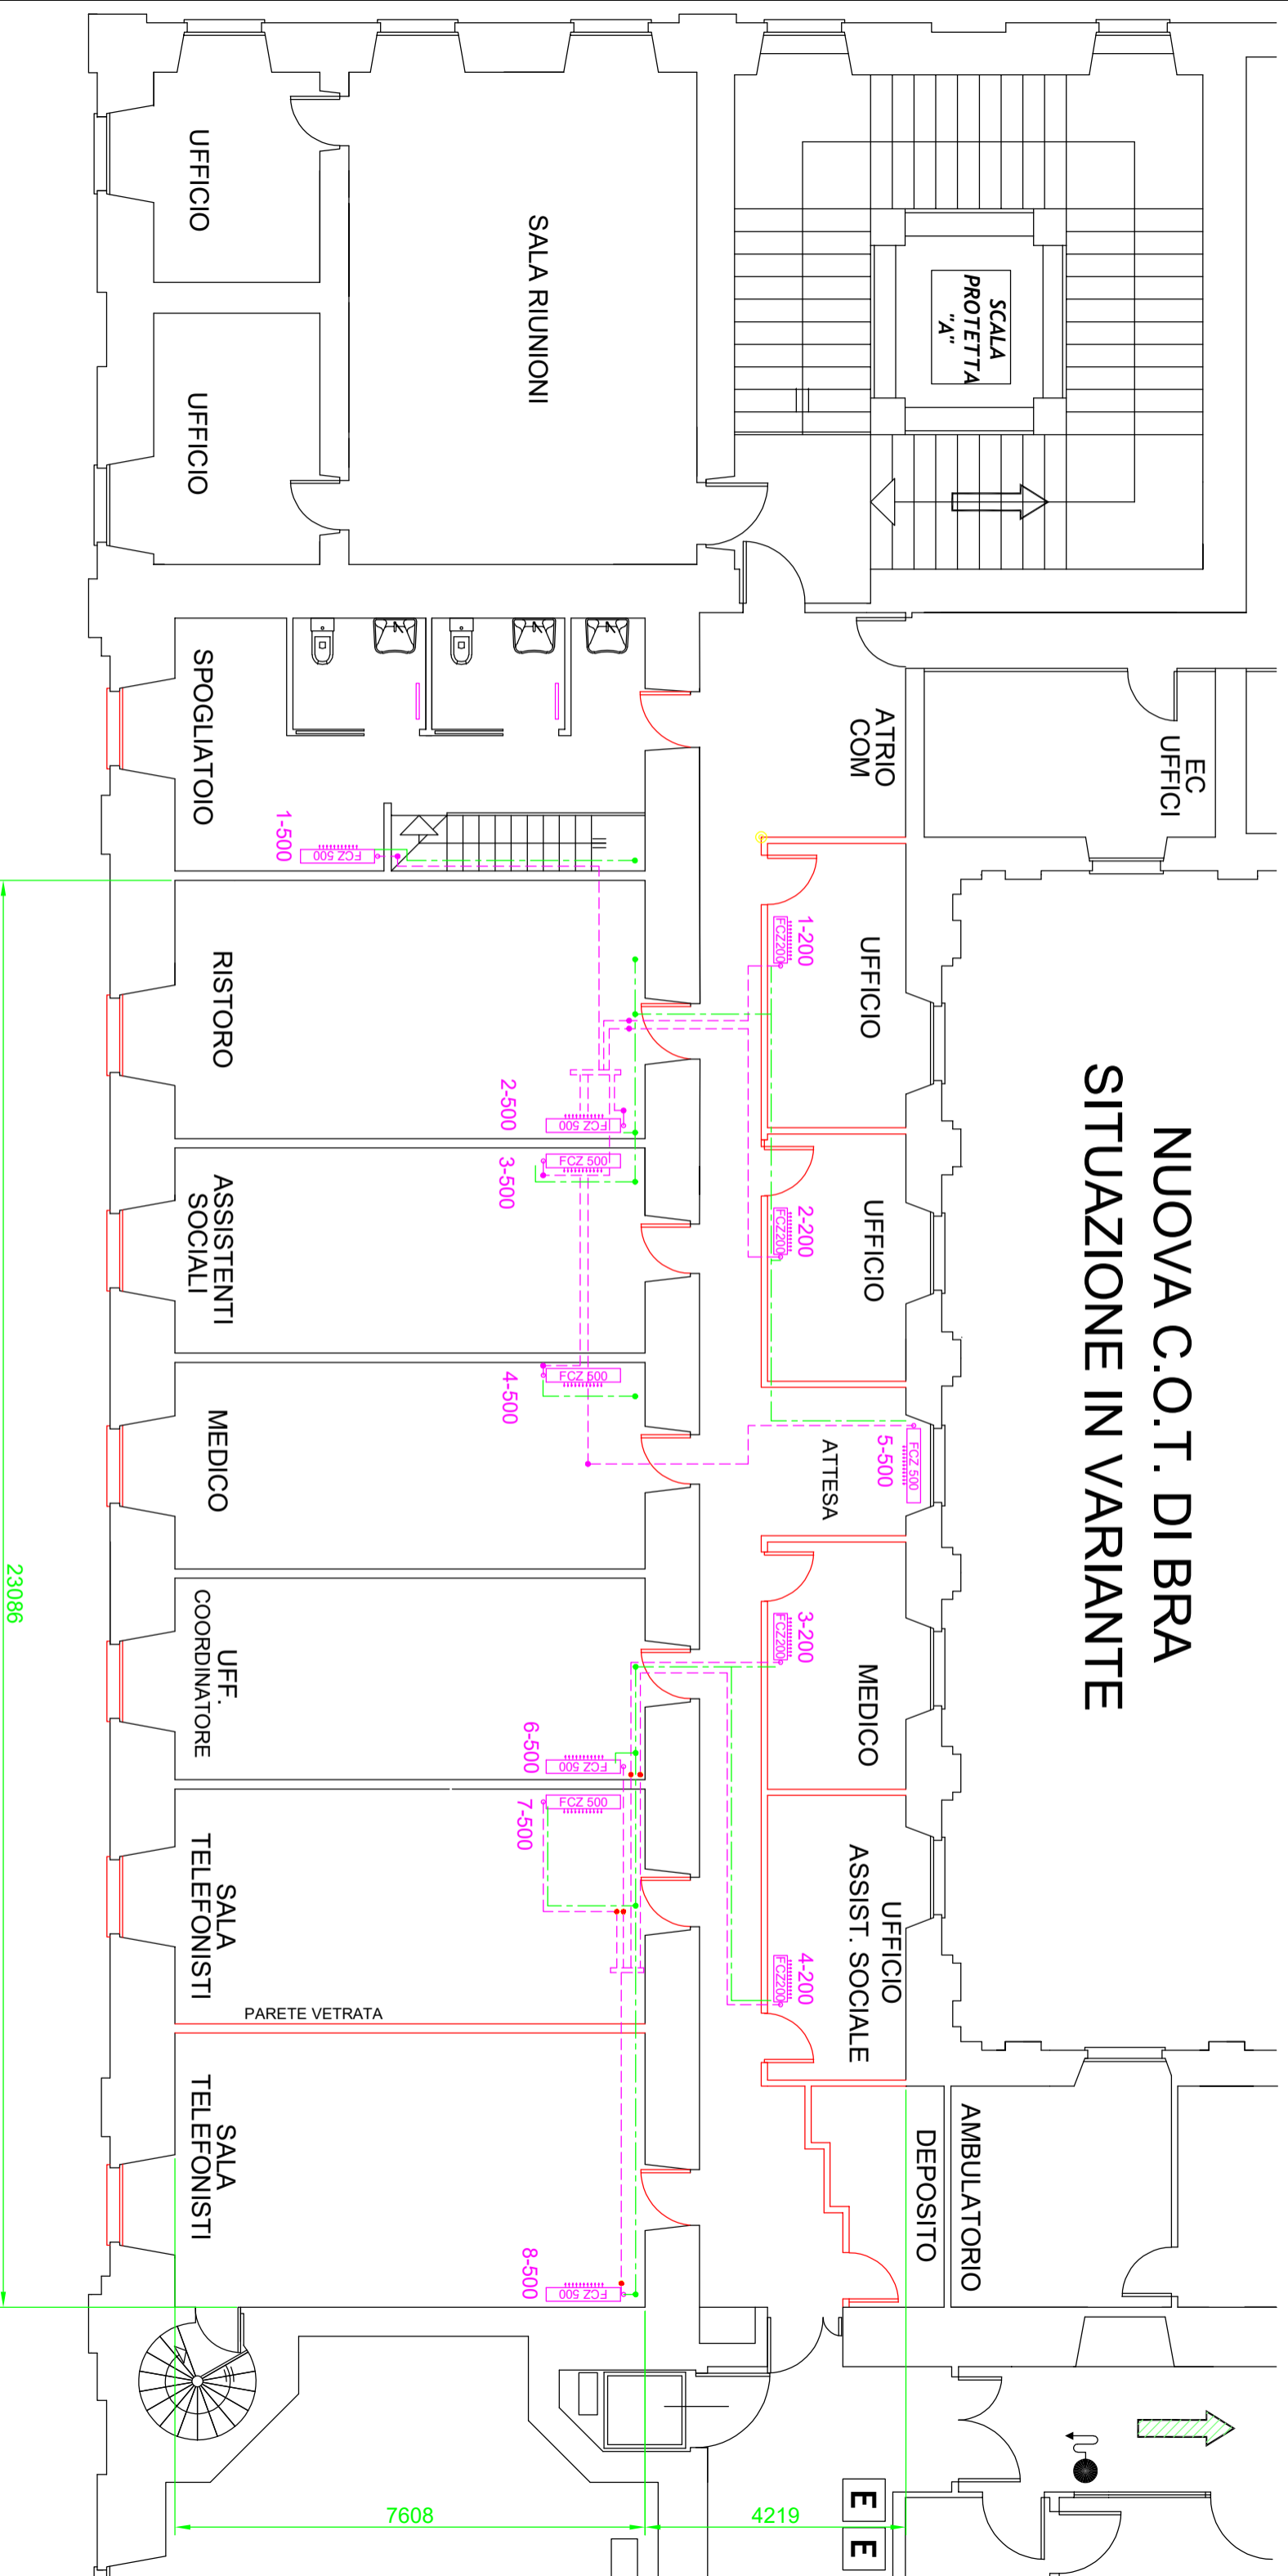 NUOVA C.O.T. DI BRA
SITUAZIONE IN VARIANTE
UFFICIO
UFFICIO
SALA RIUNIONI
SCALA
PROTETTA
"A"
SPOGLIATOIO
1-500
FCZ 500
ATRIO
COM
EC
UFFICI
RISTORO
2-500
FCZ 500
1-200
FCZ200
UFFICIO
ASSISTENTI
SOCIALI
3-500
FCZ 500
2-200
FCZ200
UFFICIO
MEDICO
4-500
FCZ 500
ATTESA
5-500
FCZ 500
UFF.
COORDINATORE
6-500
FCZ 500
3-200
FCZ200
MEDICO
SALA
TELEFONISTI
7-500
FCZ 500
PARETE VETRATA
4-200
FCZ200
UFFICIO
ASSIST. SOCIALE
SALA
TELEFONISTI
8-500
FCZ 500
DEPOSITO
AMBULATORIO
23086
7608
4219
E
E